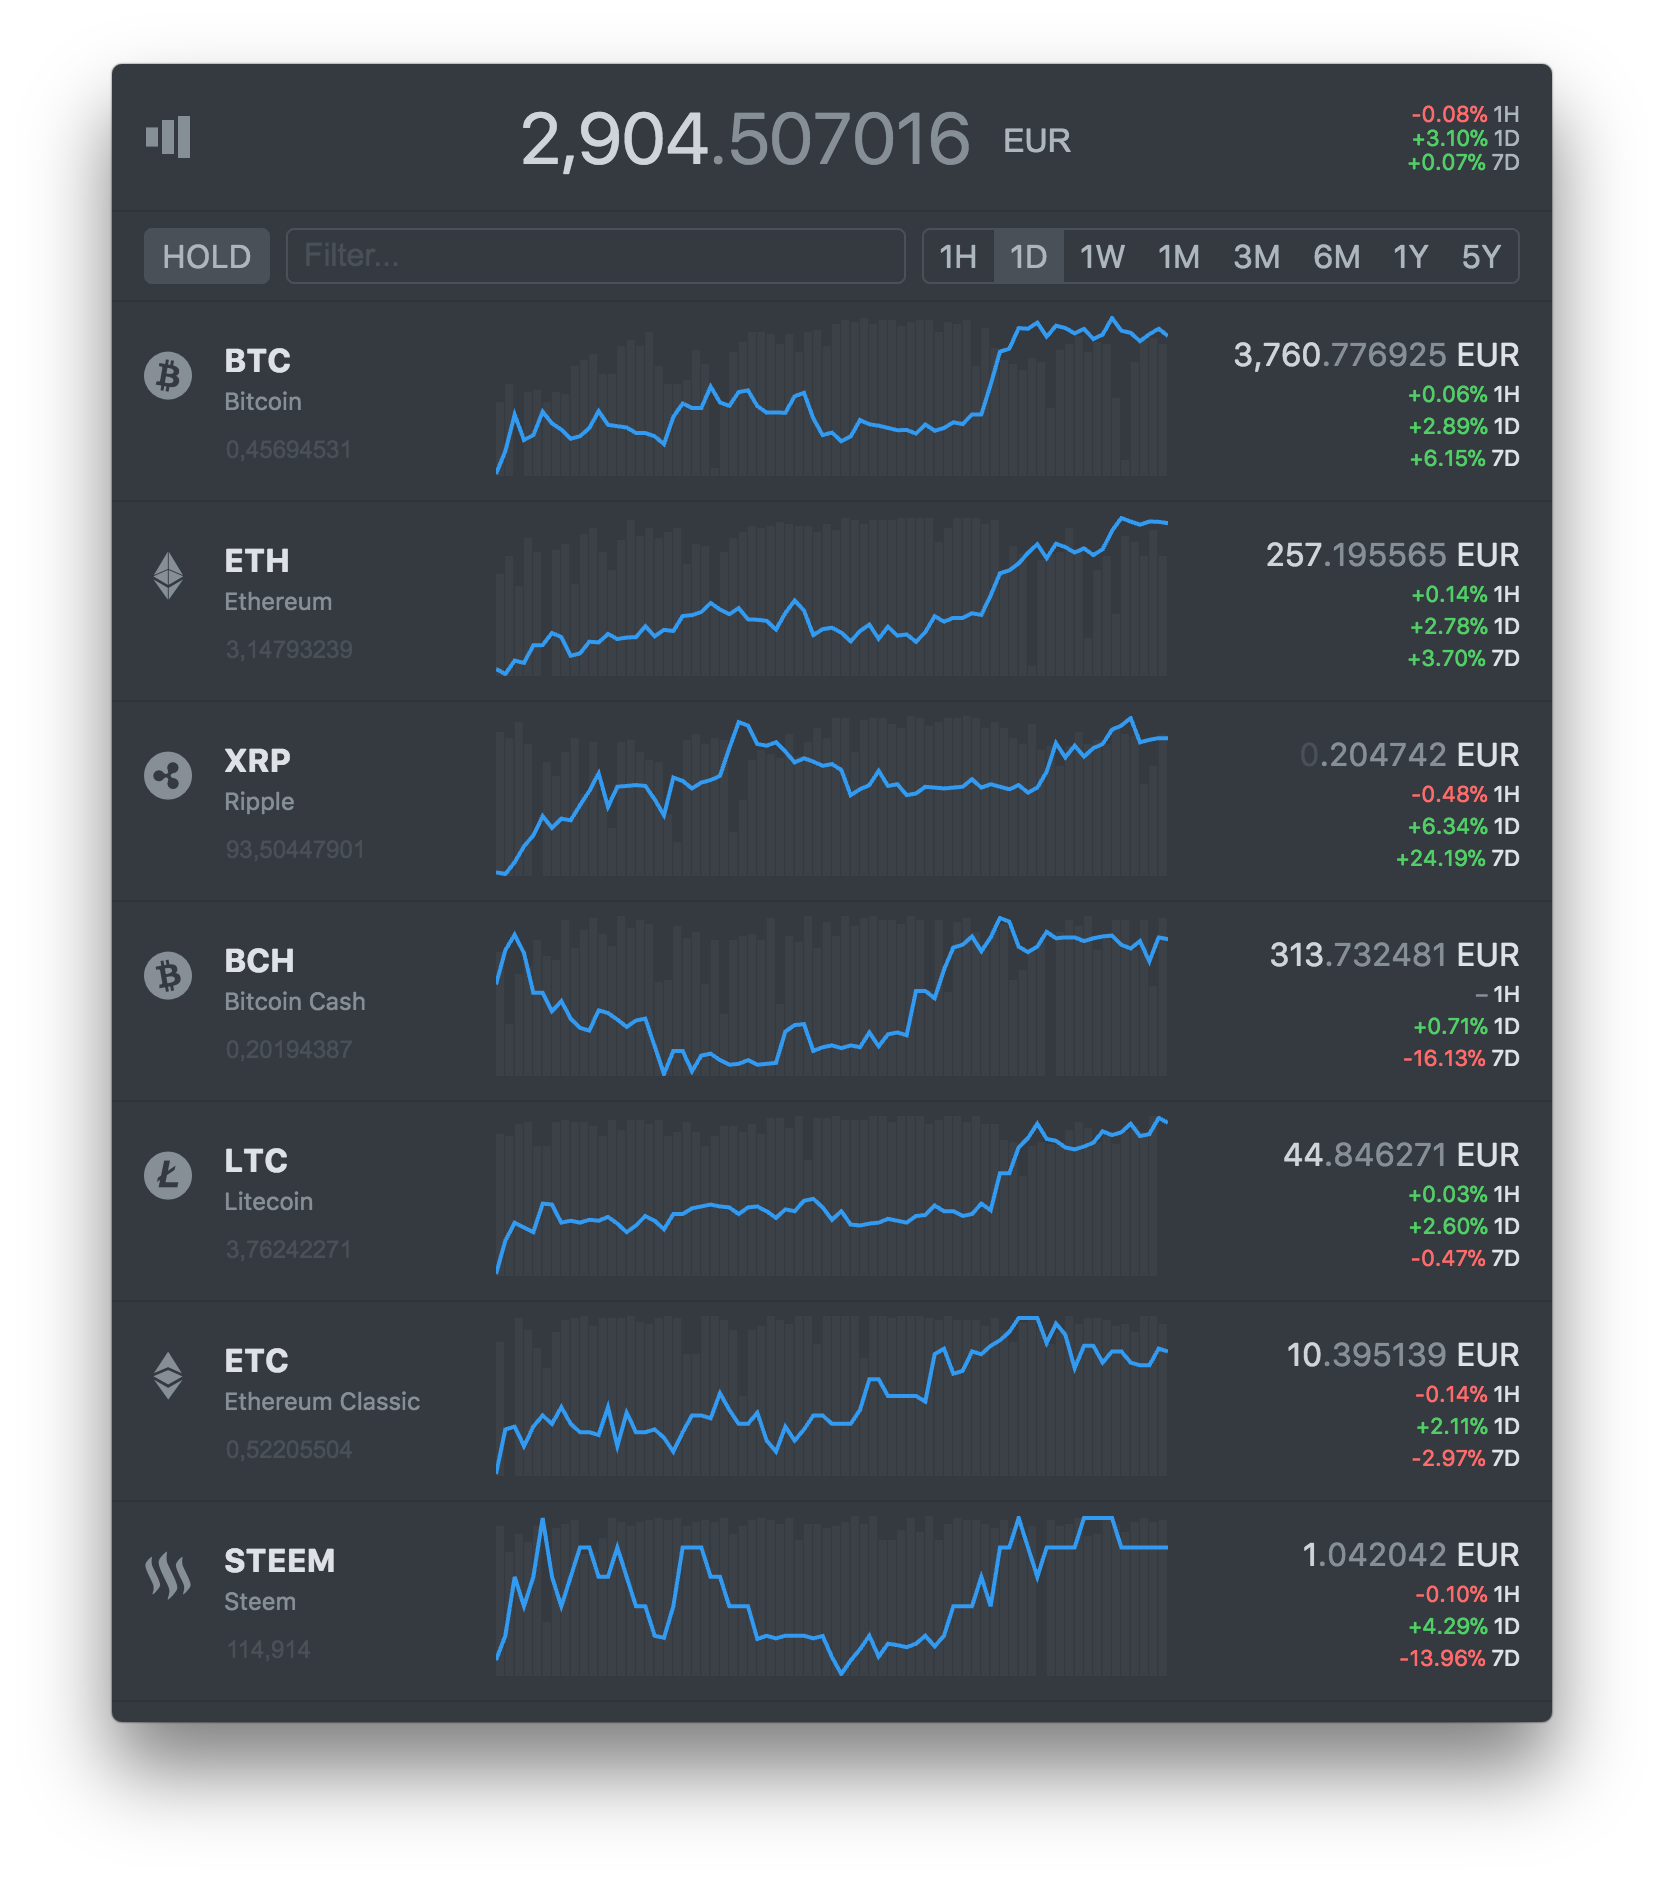 2,904.507016 EUR
-0.08% 1H
+3.10% 1D
+0.07% 7D
HOLD Filter... 1H 1D 1W 1M 3M 6M 1Y 5Y
BTC
Bitcoin
0,45694531
3,760.776925 EUR
+0.06% 1H
+2.89% 1D
+6.15% 7D
ETH
Ethereum
3,14793239
257.195565 EUR
+0.14% 1H
+2.78% 1D
+3.70% 7D
XRP
Ripple
93,50447901
0.204742 EUR
-0.48% 1H
+6.34% 1D
+24.19% 7D
BCH
Bitcoin Cash
0,20194387
313.732481 EUR
– 1H
+0.71% 1D
-16.13% 7D
LTC
Litecoin
3,76242271
44.846271 EUR
+0.03% 1H
+2.60% 1D
-0.47% 7D
ETC
Ethereum Classic
0,52205504
10.395139 EUR
-0.14% 1H
+2.11% 1D
-2.97% 7D
STEEM
Steem
114,914
1.042042 EUR
-0.10% 1H
+4.29% 1D
-13.96% 7D